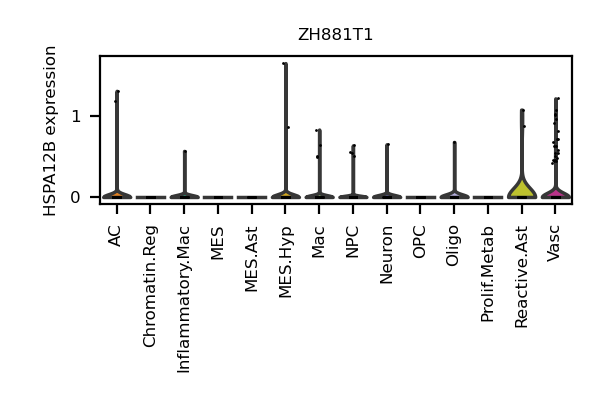 ZH881T1
HSPA12B expression
1
0
AC
Chromatin.Reg
Inflammatory.Mac
MES
MES.Ast
MES.Hyp
Mac
NPC
Neuron
OPC
Oligo
Prolif.Metab
Reactive.Ast
Vasc